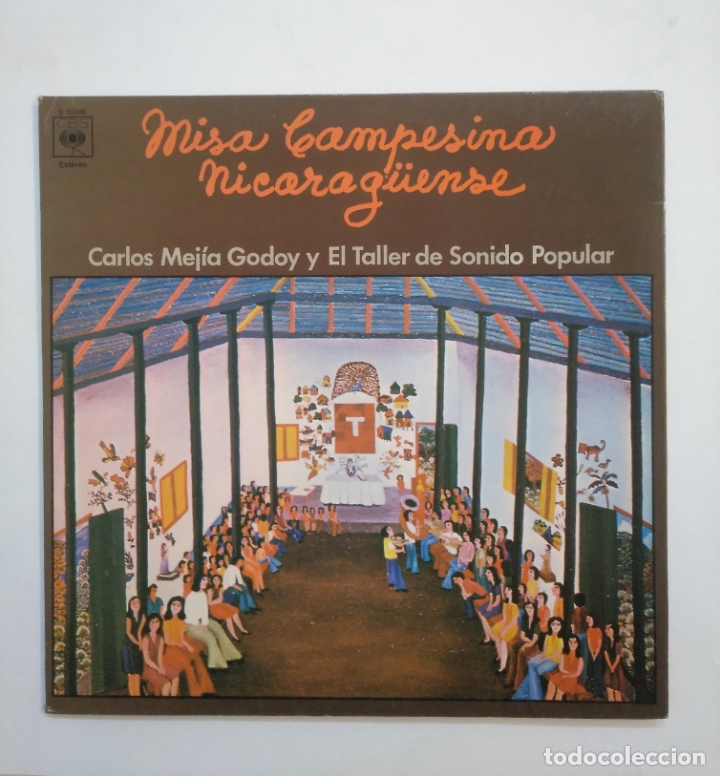 CBS
Estéreo
Misa Campesina
Nicaragüense
Carlos Mejía Godoy y El Taller de Sonido Popular
T
todocoleccion